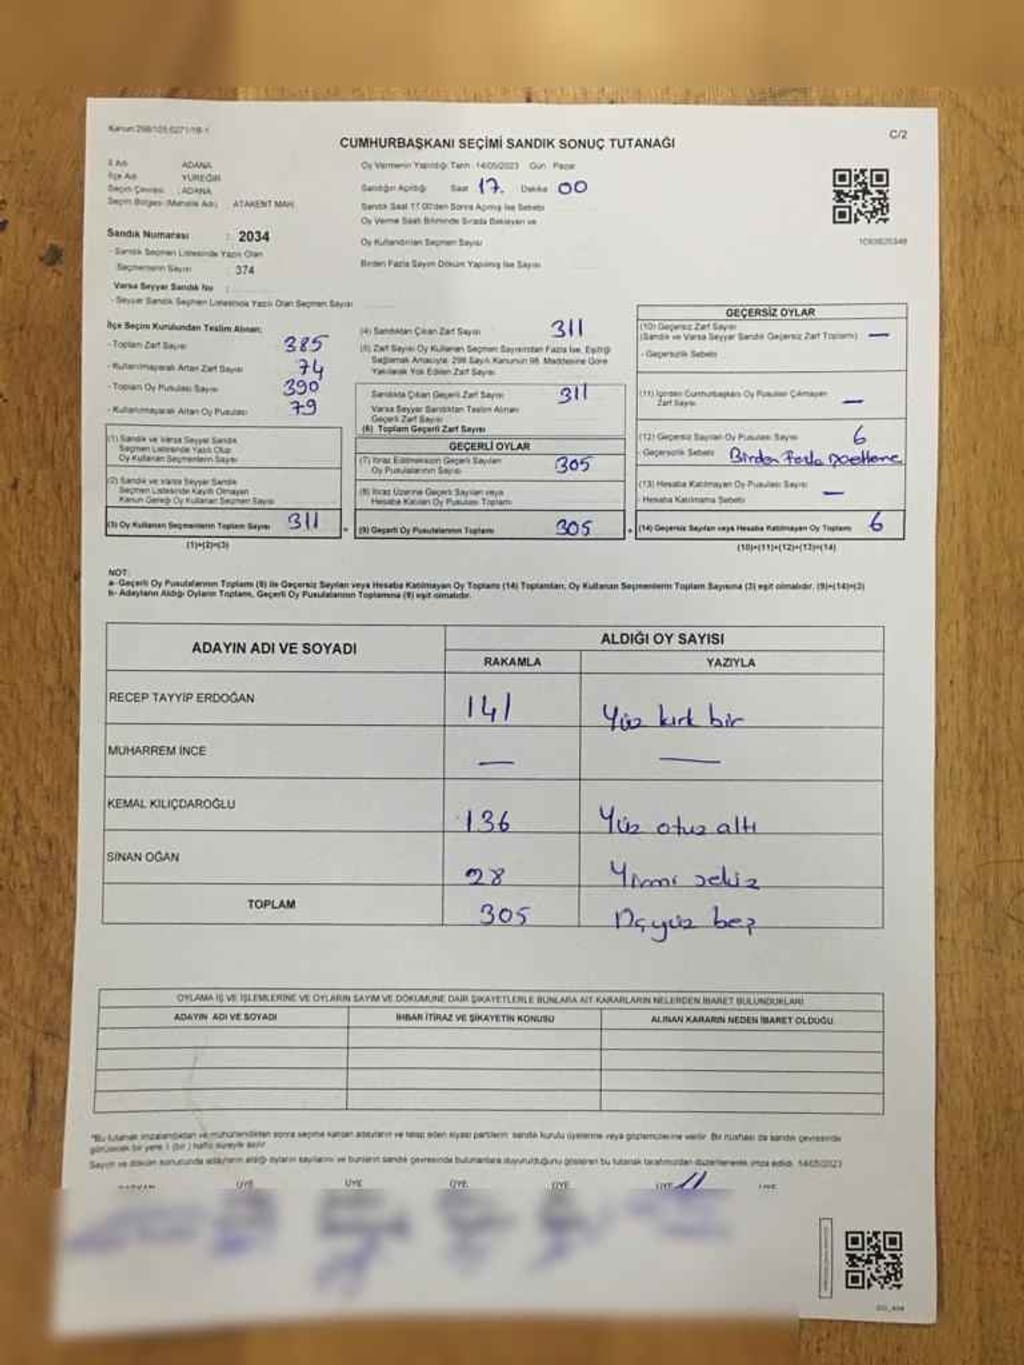 Kanun:298/105;6271/19-1
C/2
CUMHURBAŞKANI SEÇİMİ SANDIK SONUÇ TUTANAĞI
İl Adı ADANA
İlçe Adı YÜREĞİR
Seçim Çevresi : ADANA
Seçim Bölgesi (Mahalle Adı) : ATAKENT MAH.
Sandık Numarası : 2034
- Sandık Seçmen Listesinde Yazılı Olan
Seçmenlerin Sayısı : 374
Varsa Seyyar Sandık No :
- Seyyar Sandık Seçmen Listesinde Yazılı Olan Seçmen Sayısı
Oy Vermenin Yapıldığı Tarih : 14/05/2023 Gün : Pazar
Sandığın Açıldığı Saat 17. Dakika 00
Sandık Saat 17.00'den Sonra Açılmış İse Sebebi
Oy Verme Saati Bitiminde Sırada Bekleyen ve
Oy Kullandırılan Seçmen Sayısı
Birden Fazla Sayım Döküm Yapılmış İse Sayısı
İlçe Seçim Kurulundan Teslim Alınan:
- Toplam Zarf Sayısı 385
- Kullanılmayarak Artan Zarf Sayısı 74
- Toplam Oy Pusulası Sayısı 390
- Kullanılmayarak Artan Oy Pusulası 79
(1) Sandık ve Varsa Seyyar Sandık
Seçmen Listesinde Yazılı Olup
Oy Kullanan Seçmenlerin Sayısı
(2) Sandık ve Varsa Seyyar Sandık
Seçmen Listesinde Kayıtlı Olmayan
Kanun Gereği Oy Kullanan Seçmen Sayısı
(3) Oy Kullanan Seçmenlerin Toplam Sayısı 311
(1)+(2)=(3)
(4) Sandıktan Çıkan Zarf Sayısı 311
(5) Zarf Sayısı Oy Kullanan Seçmen Sayısından Fazla İse, Eşitliği
Sağlamak Amacıyla; 298 Sayılı Kanunun 98. Maddesine Göre
Yakılarak Yok Edilen Zarf Sayısı
Sandıkta Çıkan Geçerli Zarf Sayısı 311
Varsa Seyyar Sandıktan Teslim Alınan
Geçerli Zarf Sayısı
(6) Toplam Geçerli Zarf Sayısı
GEÇERLİ OYLAR
(7) İtiraz Edilmeksizin Geçerli Sayılan
Oy Pusulalarının Sayısı 305
(8) İtiraz Üzerine Geçerli Sayılan veya
Hesaba Katılan Oy Pusulası Toplamı
= (9) Geçerli Oy Pusulalarının Toplamı 305
GEÇERSİZ OYLAR
(10) Geçersiz Zarf Sayısı
(Sandık ve Varsa Seyyar Sandık Geçersiz Zarf Toplamı) —
- Geçersizlik Sebebi
(11) İçinden Cumhurbaşkanı Oy Pusulası Çıkmayan
Zarf Sayısı —
(12) Geçersiz Sayılan Oy Pusulası Sayısı 6
- Geçersizlik Sebebi Birden fazla
(13) Hesaba Katılmayan Oy Pusulası Sayısı —
- Hesaba Katılmama Sebebi
+ (14) Geçersiz Sayılan veya Hesaba Katılmayan Oy Toplamı 6
(10)+(11)+(12)+(13)=(14)
NOT:
a- Geçerli Oy Pusulalarının Toplamı (9) ile Geçersiz Sayılan veya Hesaba Katılmayan Oy Toplamı (14) Toplamları, Oy Kullanan Seçmenlerin Toplam Sayısına (3) eşit olmalıdır. (9)+(14)=(3)
b- Adayların Aldığı Oyların Toplamı, Geçerli Oy Pusulalarının Toplamına (9) eşit olmalıdır.
ADAYIN ADI VE SOYADI ALDIĞI OY SAYISI
RAKAMLA YAZIYLA
RECEP TAYYİP ERDOĞAN 141 Yüz kırk bir
MUHARREM İNCE — —
KEMAL KILIÇDAROĞLU 136 Yüz otuz altı
SİNAN OĞAN 28 Yirmi sekiz
TOPLAM 305 Üçyüz beş
OYLAMA İŞ VE İŞLEMLERİNE VE OYLARIN SAYIM VE DÖKÜMÜNE DAİR ŞİKAYETLERLE BUNLARA AİT KARARLARIN NELERDEN İBARET BULUNDUKLARI
ADAYIN ADI VE SOYADI İHBAR İTİRAZ VE ŞİKAYETİN KONUSU ALINAN KARARIN NEDEN İBARET OLDUĞU
*Bu tutanak imzalandıktan ve mühürlendikten sonra seçime katılan adayların ve talep eden siyasi partilerin sandık kurulu üyelerine veya gözlemcilerine verilir. Bir nüshası da sandık çevresinde
görülecek bir yere 1 (bir) hafta süreyle asılır.
Sayım ve döküm sonucunda adayların aldığı oyların sayılarını ve bunların sandık çevresinde bulunanlara duyurulduğunu gösteren bu tutanak tarafımızdan düzenlenerek imza edildi. 14/05/2023
BAŞKAN ÜYE ÜYE ÜYE ÜYE ÜYE ÜYE